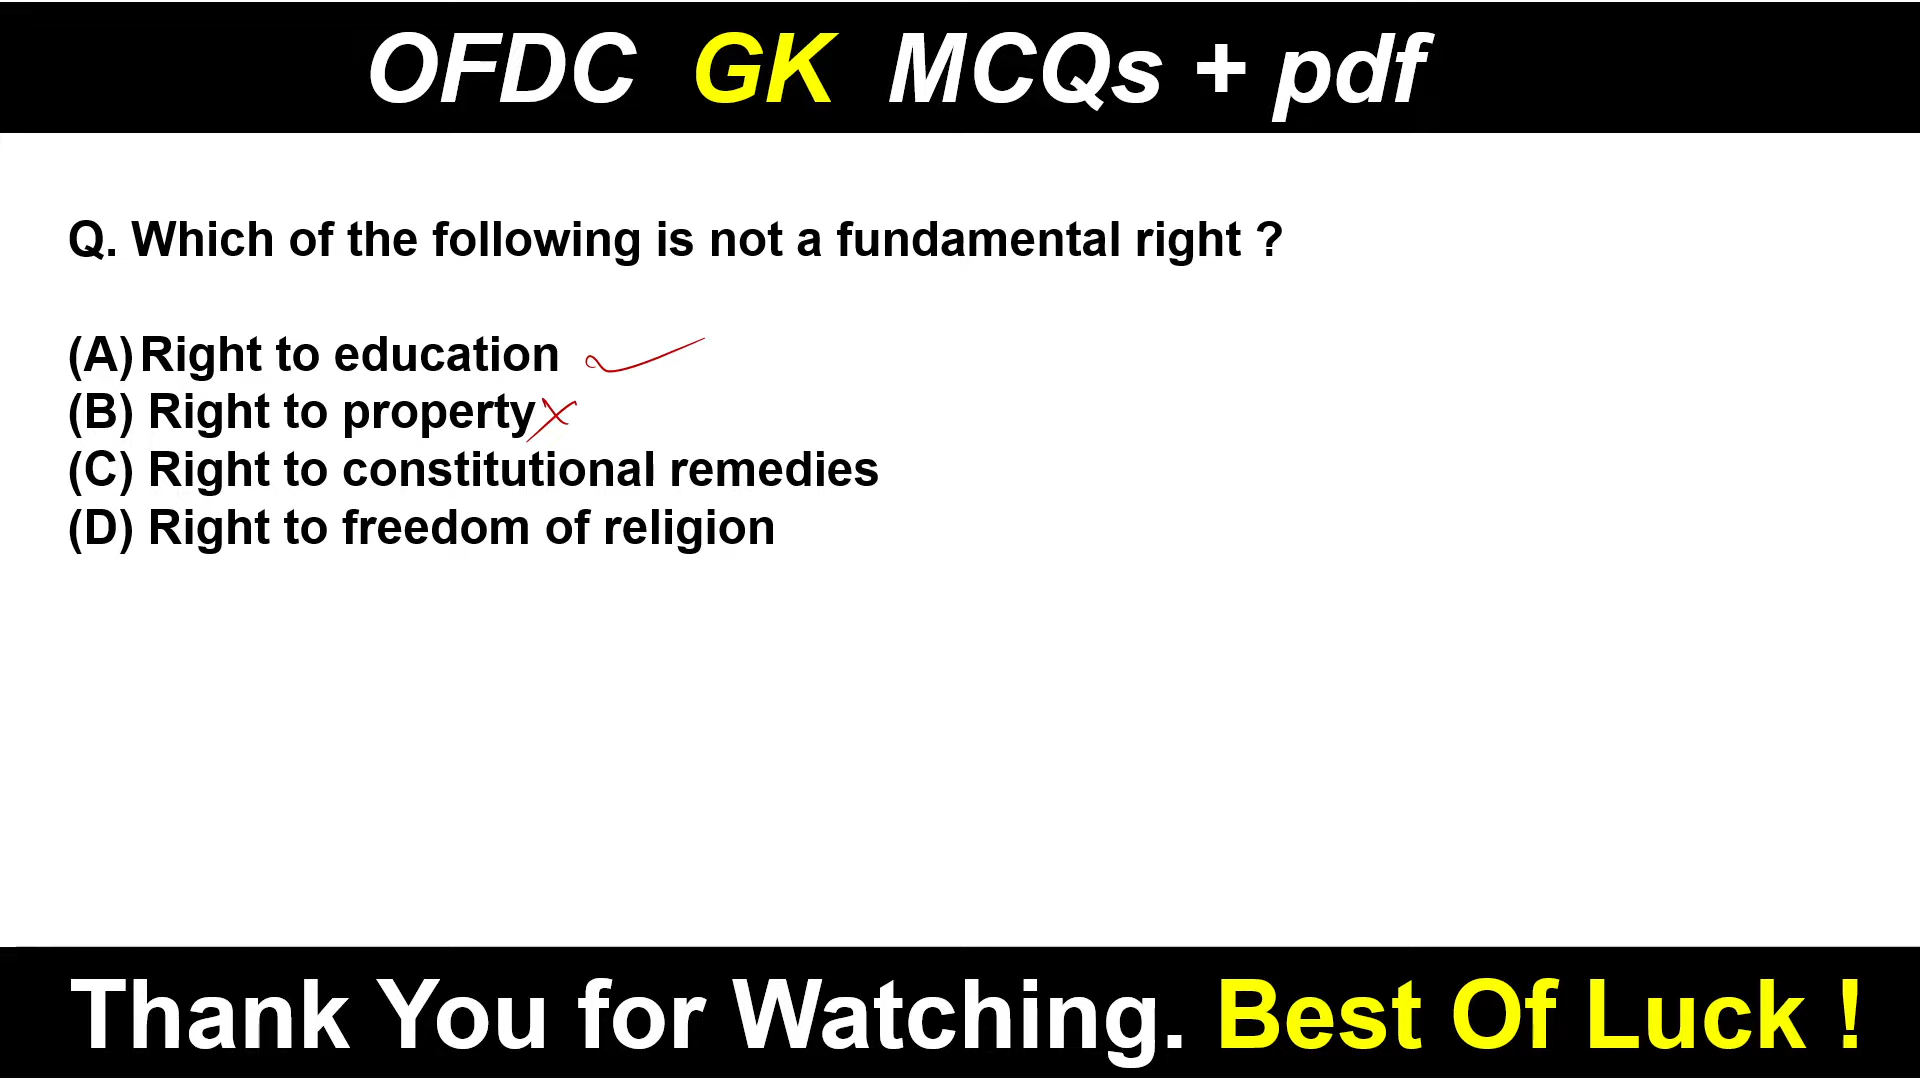 OFDC GK MCQs + pdf
Q. Which of the following is not a fundamental right ?
(A) Right to education
(B) Right to property
(C) Right to constitutional remedies
(D) Right to freedom of religion
Thank You for Watching. Best Of Luck !